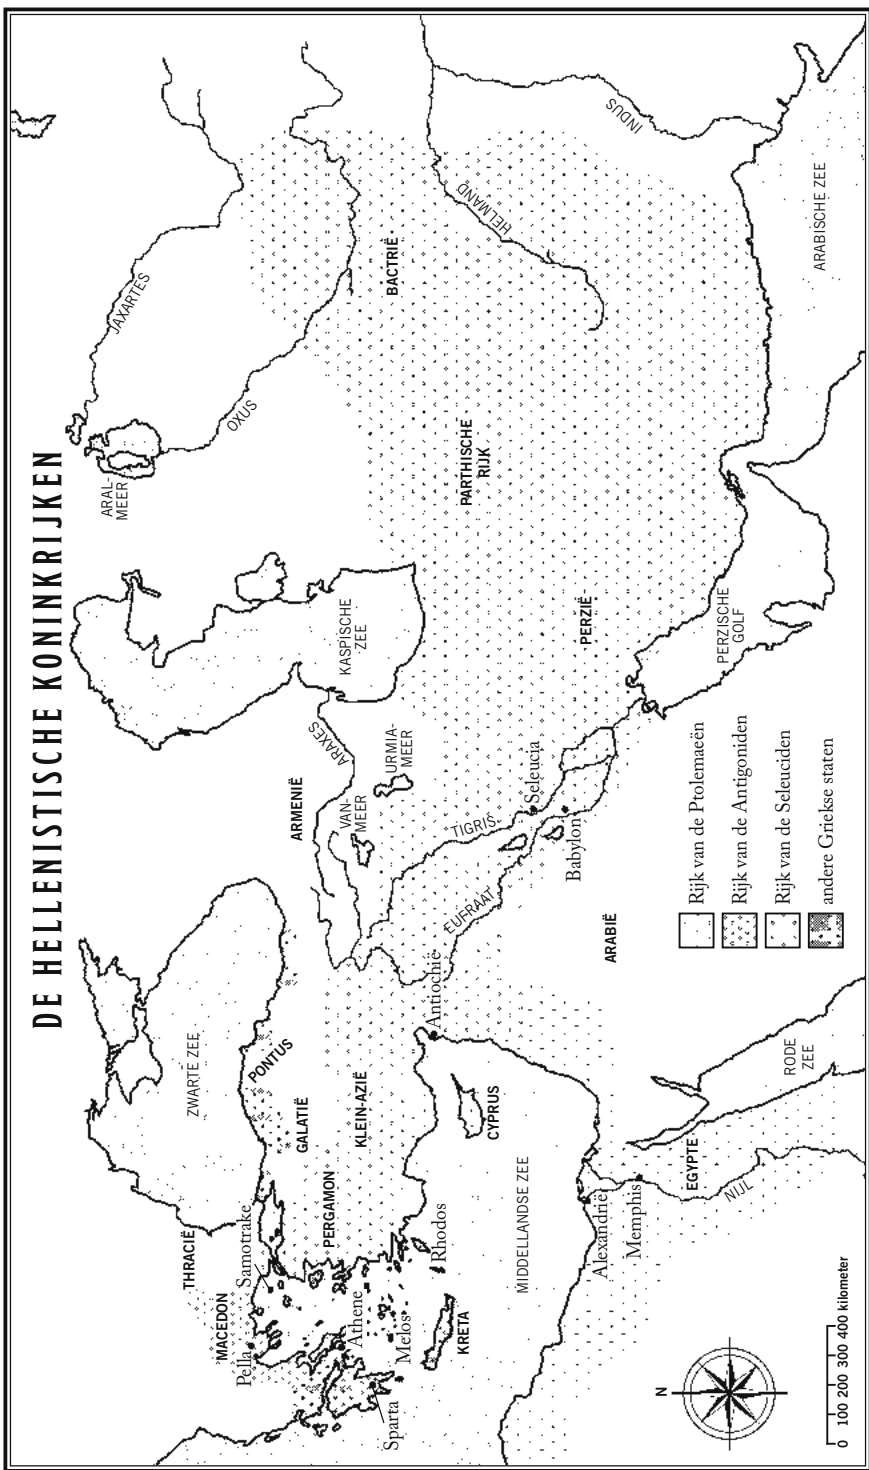 DE HELLENISTISCHE KONINKRIJKEN
ARAL-
MEER
JAXARTES
OXUS
BACTRIË
HELMAND
INDUS
ARABISCHE ZEE
PARTHISCHE
RIJK
PERZIË
PERZISCHE
GOLF
KASPISCHE
ZEE
ARAXES
ARMENIË
URMIA-
MEER
VAN-
MEER
TIGRIS
Seleucia
Babylon
EUFRAAT
ARABIË
Antiochië
ZWARTE ZEE
PONTUS
GALATIË
KLEIN-AZIË
CYPRUS
PERGAMON
THRACIË
Samotrake
MACEDON
Pella
Athene
Melos
Sparta
Rhodos
KRETA
MIDDELLANDSE ZEE
Alexandrië
Memphis
EGYPTE
NIJL
RODE
ZEE
Rijk van de Ptolemaeën
Rijk van de Antigoniden
Rijk van de Seleuciden
andere Griekse staten
N
0 100 200 300 400 kilometer